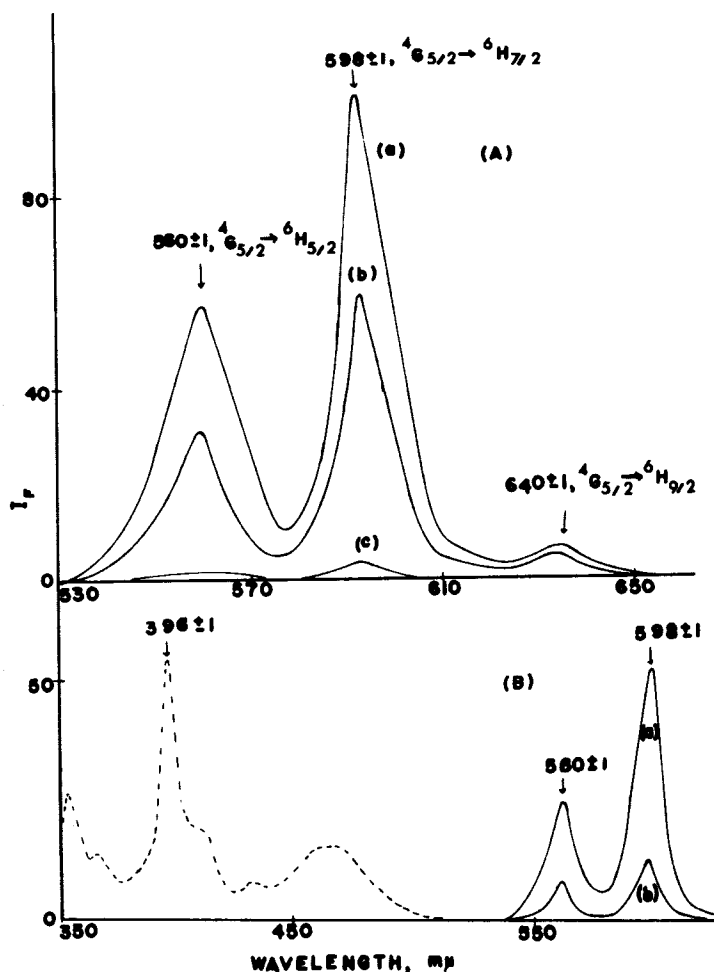 598±1, ⁴G5/2→ ⁶H7/2
(a)
(A)
80
560±1, ⁴G5/2→ ⁶H5/2
(b)
40
640±1, ⁴G5/2→ ⁶H9/2
I_F
(c)
0
530
570
610
650
396±1
598±1
50
(B)
(a)
560±1
(b)
0
350
450
550
WAVELENGTH, mμ